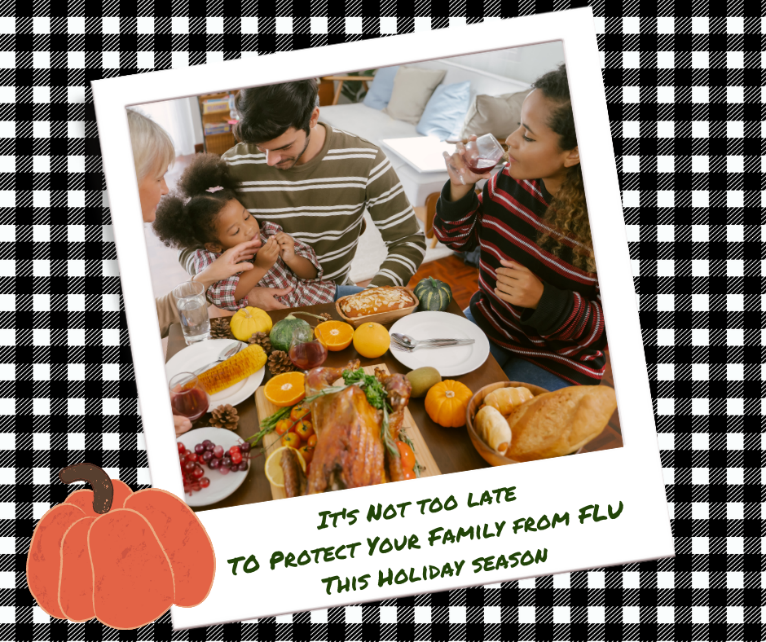 It's Not too late
to Protect Your Family from FLU
This Holiday season